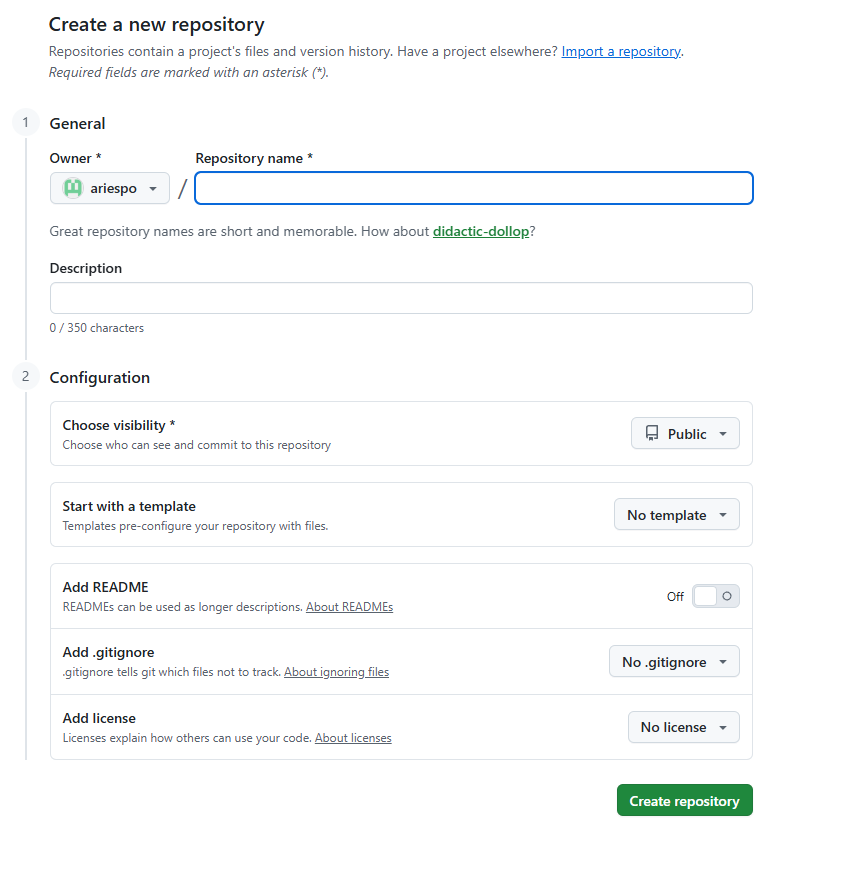 Create a new repository
Repositories contain a project's files and version history. Have a project elsewhere? Import a repository.
Required fields are marked with an asterisk (*).
1
General
Owner *
Repository name *
ariespo
/
Great repository names are short and memorable. How about didactic-dollop?
Description
0 / 350 characters
2
Configuration
Choose visibility *
Choose who can see and commit to this repository
Public
Start with a template
Templates pre-configure your repository with files.
No template
Add README
READMEs can be used as longer descriptions. About READMEs
Off
Add .gitignore
.gitignore tells git which files not to track. About ignoring files
No .gitignore
Add license
Licenses explain how others can use your code. About licenses
No license
Create repository